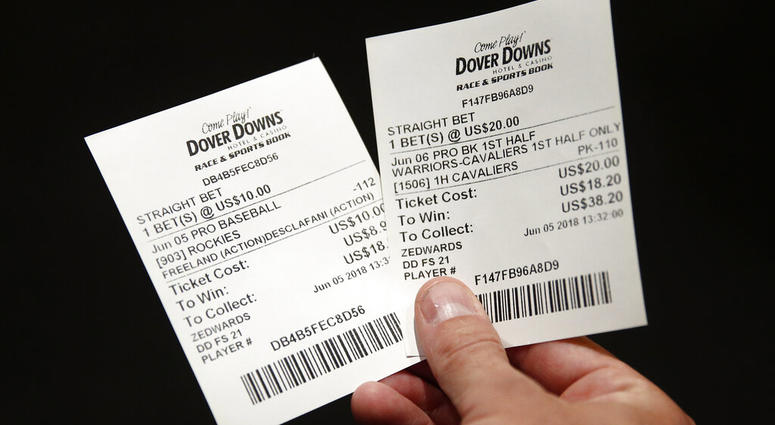 Come Play!
DOVER DOWNS
HOTEL & CASINO
RACE & SPORTS BOOK
DB4B5FEC8D56
STRAIGHT BET
1 BET(S) @ US$10.00
Jun 05 PRO BASEBALL -112
[903] ROCKIES
FREELAND (ACTION)DESCLAFANI (ACTION)
Ticket Cost: US$10.00
To Win: US$8.9
To Collect: US$18.
Jun 05 2018 13:3
ZEDWARDS
DD FS 21
PLAYER #
DB4B5FEC8D56
Come Play!
DOVER DOWNS
HOTEL & CASINO
RACE & SPORTS BOOK
F147FB96A8D9
STRAIGHT BET
1 BET(S) @ US$20.00
Jun 06 PRO BK 1ST HALF
WARRIORS-CAVALIERS 1ST HALF ONLY
[1506] 1H CAVALIERS PK-110
Ticket Cost: US$20.00
To Win: US$18.20
To Collect: US$38.20
Jun 05 2018 13:32:00
ZEDWARDS
DD FS 21
PLAYER #
F147FB96A8D9